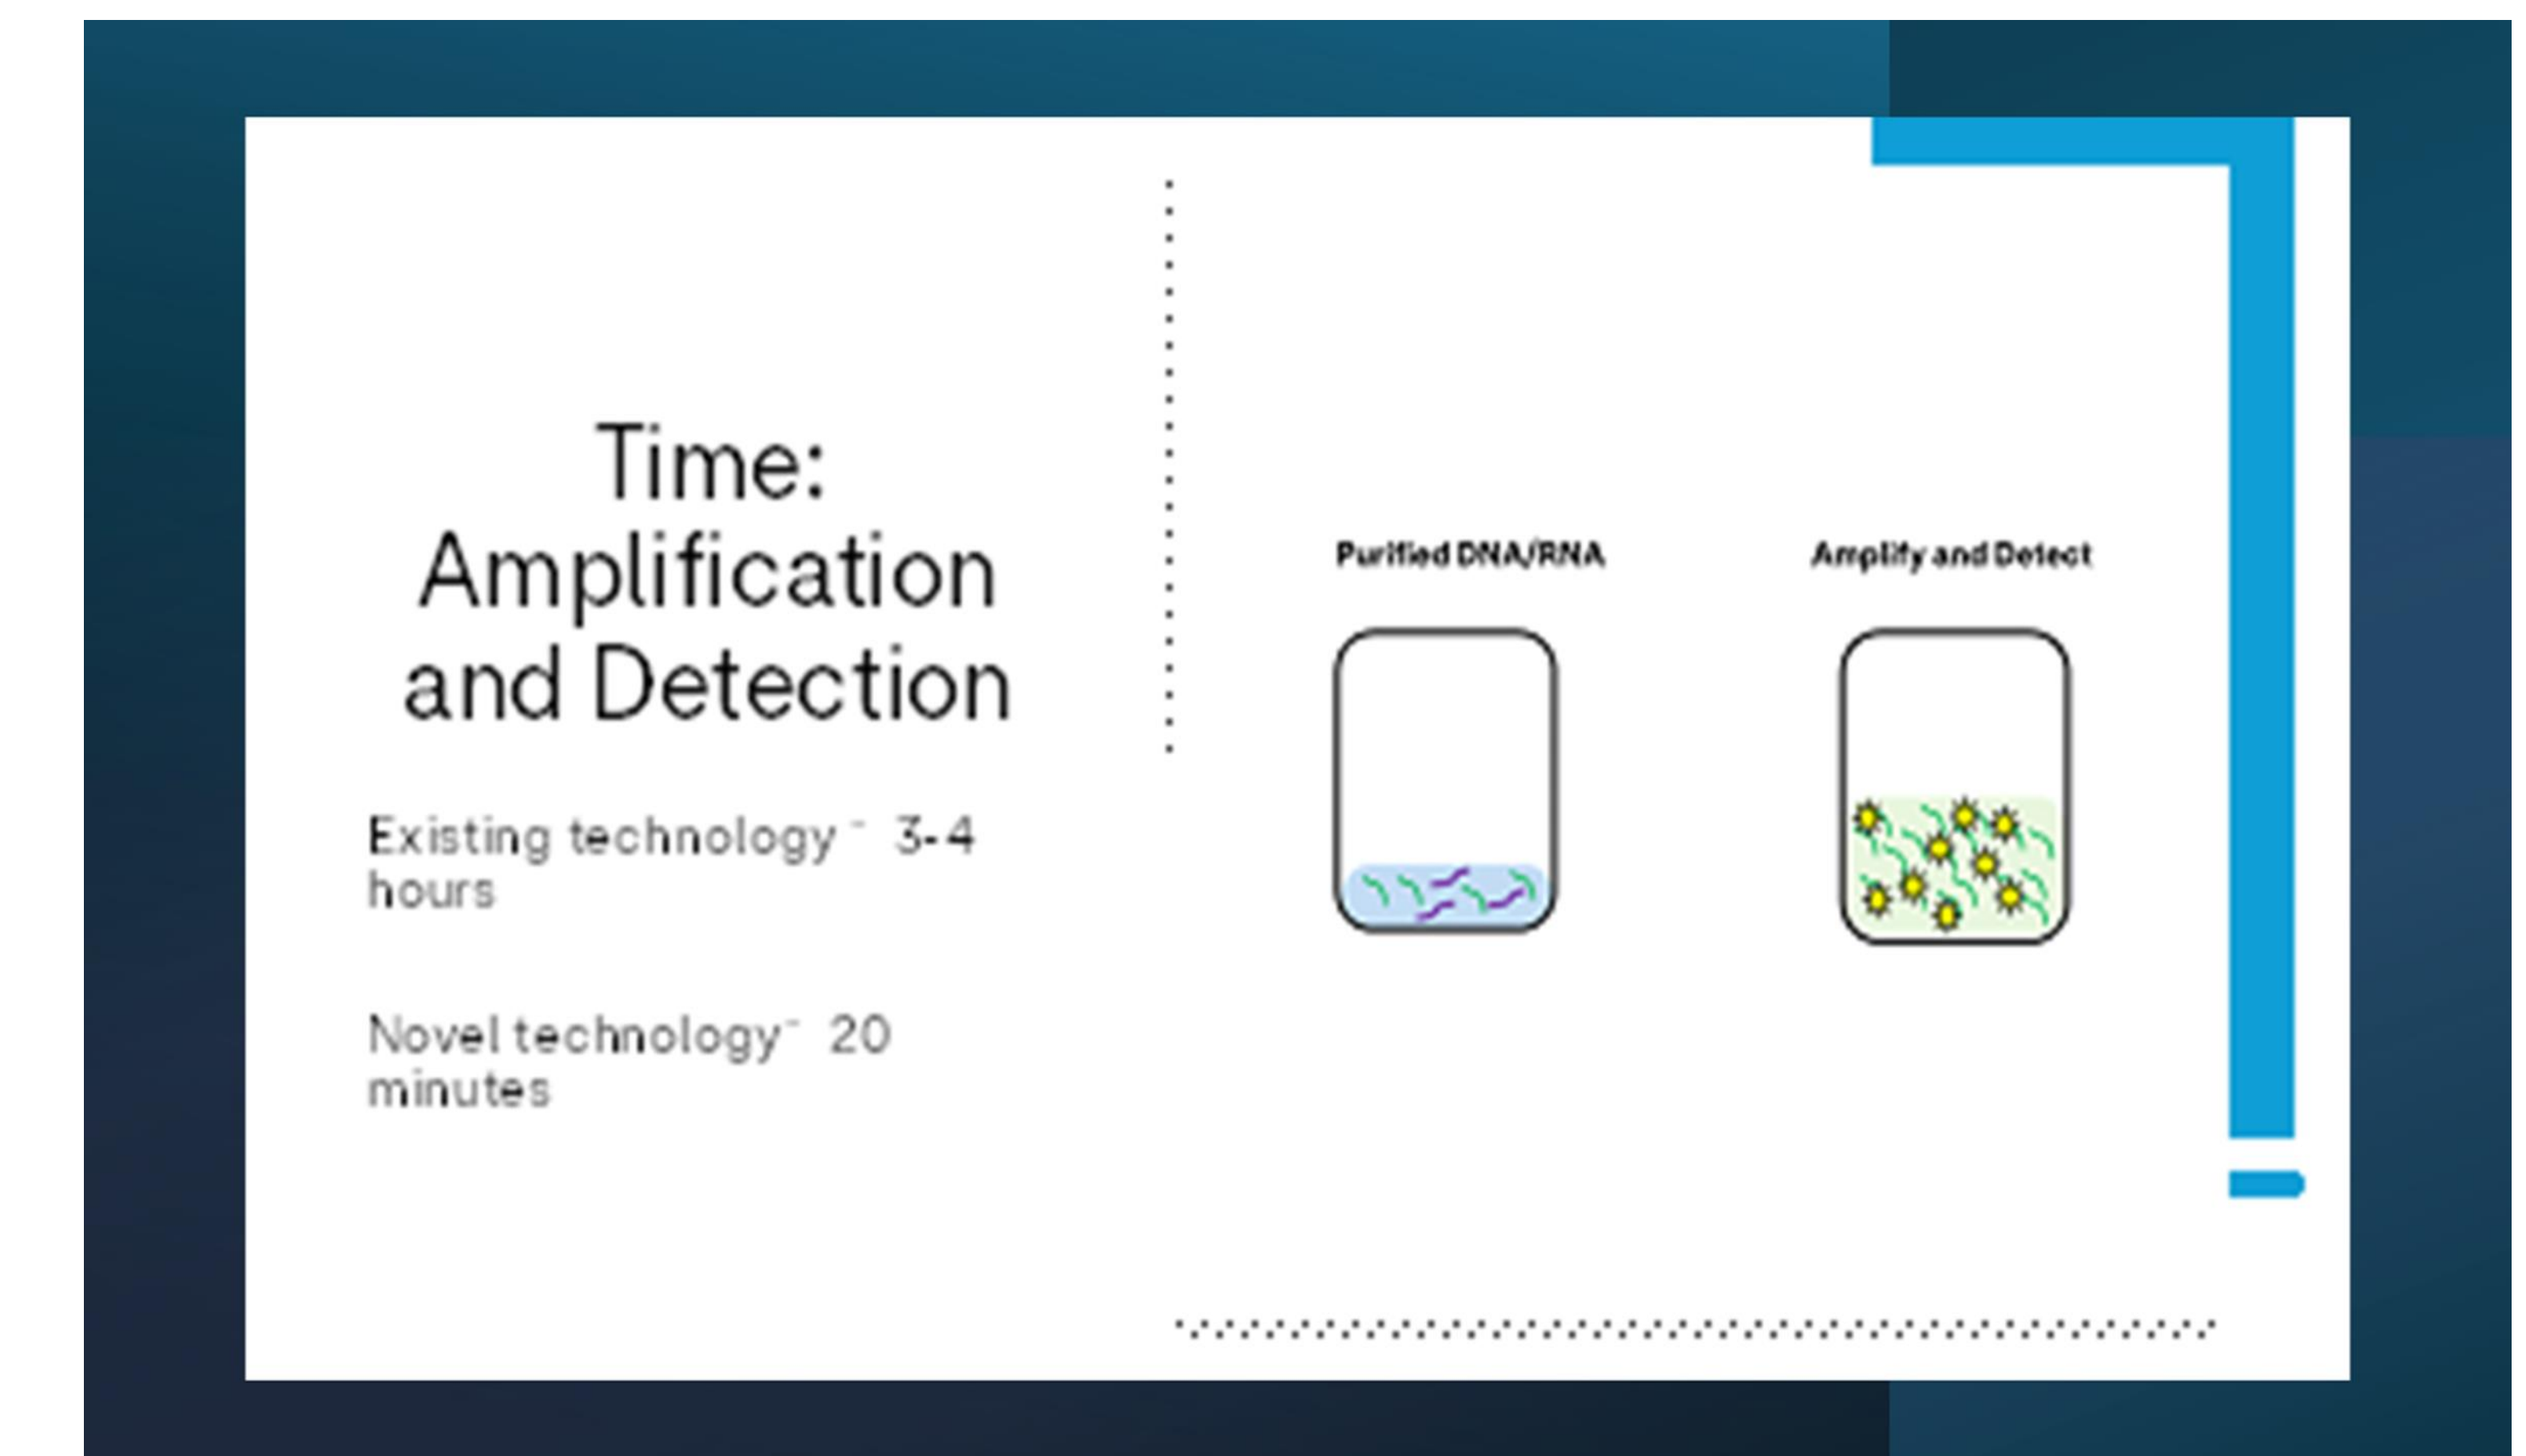 Time:
Amplification
and Detection
Existing technology - 3-4
hours
Novel technology- 20
minutes
Purified DNA/RNA
Amplify and Detect